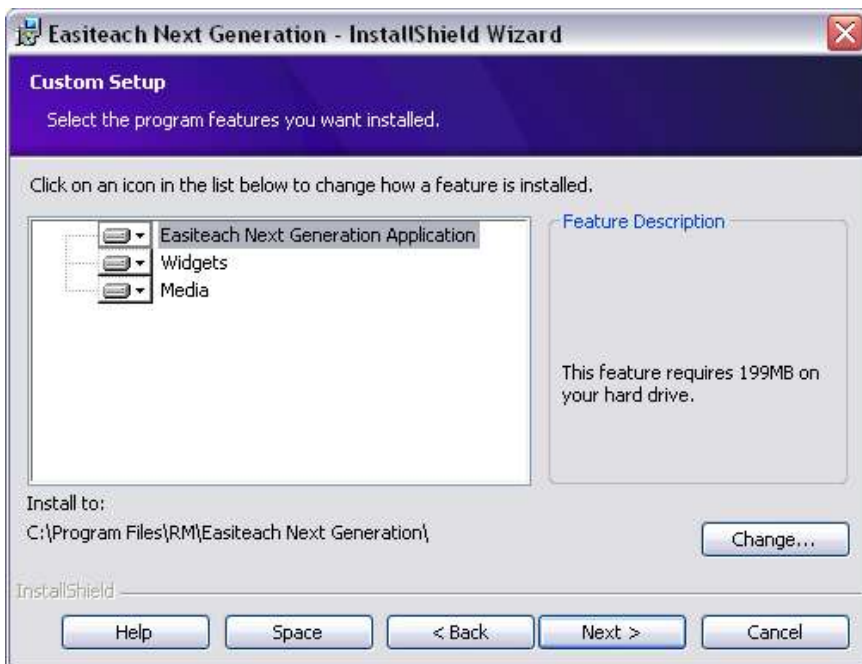 Easiteach Next Generation - InstallShield Wizard
Custom Setup
Select the program features you want installed.
Click on an icon in the list below to change how a feature is installed.
Easiteach Next Generation Application
Widgets
Media
Feature Description
This feature requires 199MB on
your hard drive.
Install to:
C:\Program Files\RM\Easiteach Next Generation\
Change...
InstallShield
Help
Space
< Back
Next >
Cancel